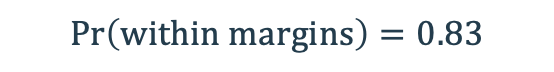 Pr(within margins) = 0.83